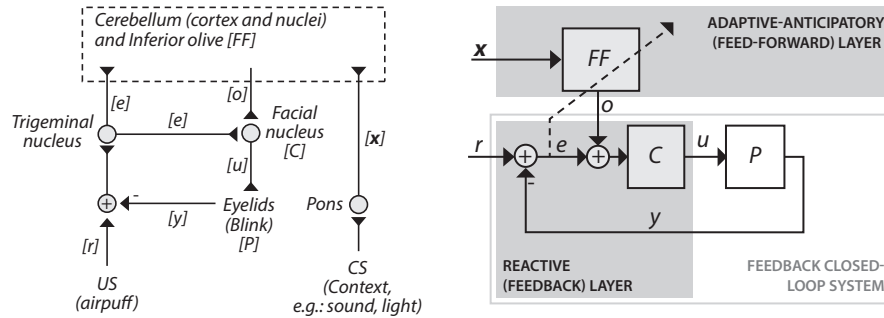 Cerebellum (cortex and nuclei)
and Inferior olive [FF]
[e]
[o]
Trigeminal
nucleus
[e]
Facial
nucleus
[C]
[x]
[u]
+
-
[y]
Eyelids
(Blink)
[P]
Pons
[r]
US
(airpuff)
CS
(Context,
e.g.: sound, light)
ADAPTIVE-ANTICIPATORY
(FEED-FORWARD) LAYER
x
FF
o
r
+
e
+
C
u
P
-
y
REACTIVE
(FEEDBACK) LAYER
FEEDBACK CLOSED-
LOOP SYSTEM